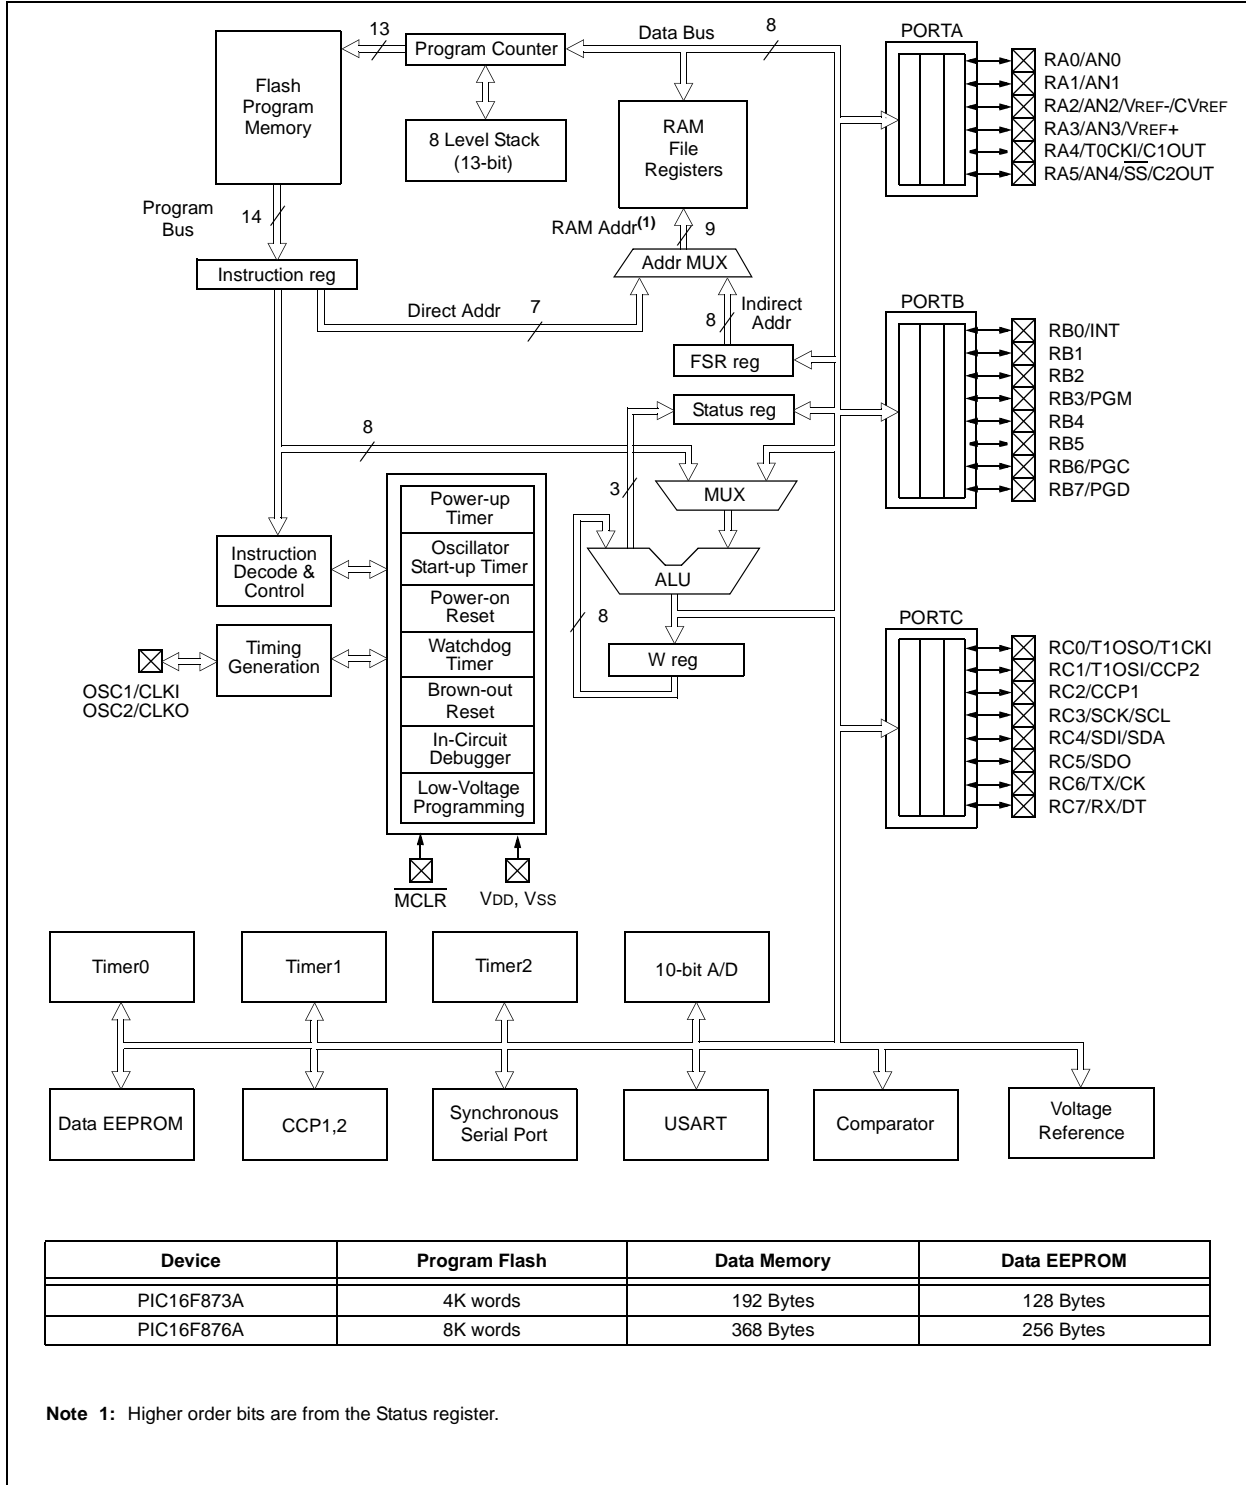 13
Program Counter
Data Bus
8
PORTA
Flash
Program
Memory
8 Level Stack
(13-bit)
RAM
File
Registers
RA0/AN0
RA1/AN1
RA2/AN2/VREF-/CVREF
RA3/AN3/VREF+
RA4/T0CKI/C1OUT
RA5/AN4/SS/C2OUT
Program
Bus
14
RAM Addr(1)
9
Instruction reg
Addr MUX
Direct Addr
7
8
Indirect
Addr
FSR reg
Status reg
PORTB
RB0/INT
RB1
RB2
RB3/PGM
RB4
RB5
RB6/PGC
RB7/PGD
8
3
MUX
Power-up
Timer
Oscillator
Start-up Timer
Power-on
Reset
Watchdog
Timer
Brown-out
Reset
In-Circuit
Debugger
Low-Voltage
Programming
Instruction
Decode &
Control
ALU
8
W reg
Timing
Generation
OSC1/CLKI
OSC2/CLKO
PORTC
RC0/T1OSO/T1CKI
RC1/T1OSI/CCP2
RC2/CCP1
RC3/SCK/SCL
RC4/SDI/SDA
RC5/SDO
RC6/TX/CK
RC7/RX/DT
MCLR
VDD, VSS
Timer0
Timer1
Timer2
10-bit A/D
Data EEPROM
CCP1,2
Synchronous
Serial Port
USART
Comparator
Voltage
Reference
Device Program Flash Data Memory Data EEPROM
PIC16F873A 4K words 192 Bytes 128 Bytes
PIC16F876A 8K words 368 Bytes 256 Bytes
Note 1: Higher order bits are from the Status register.